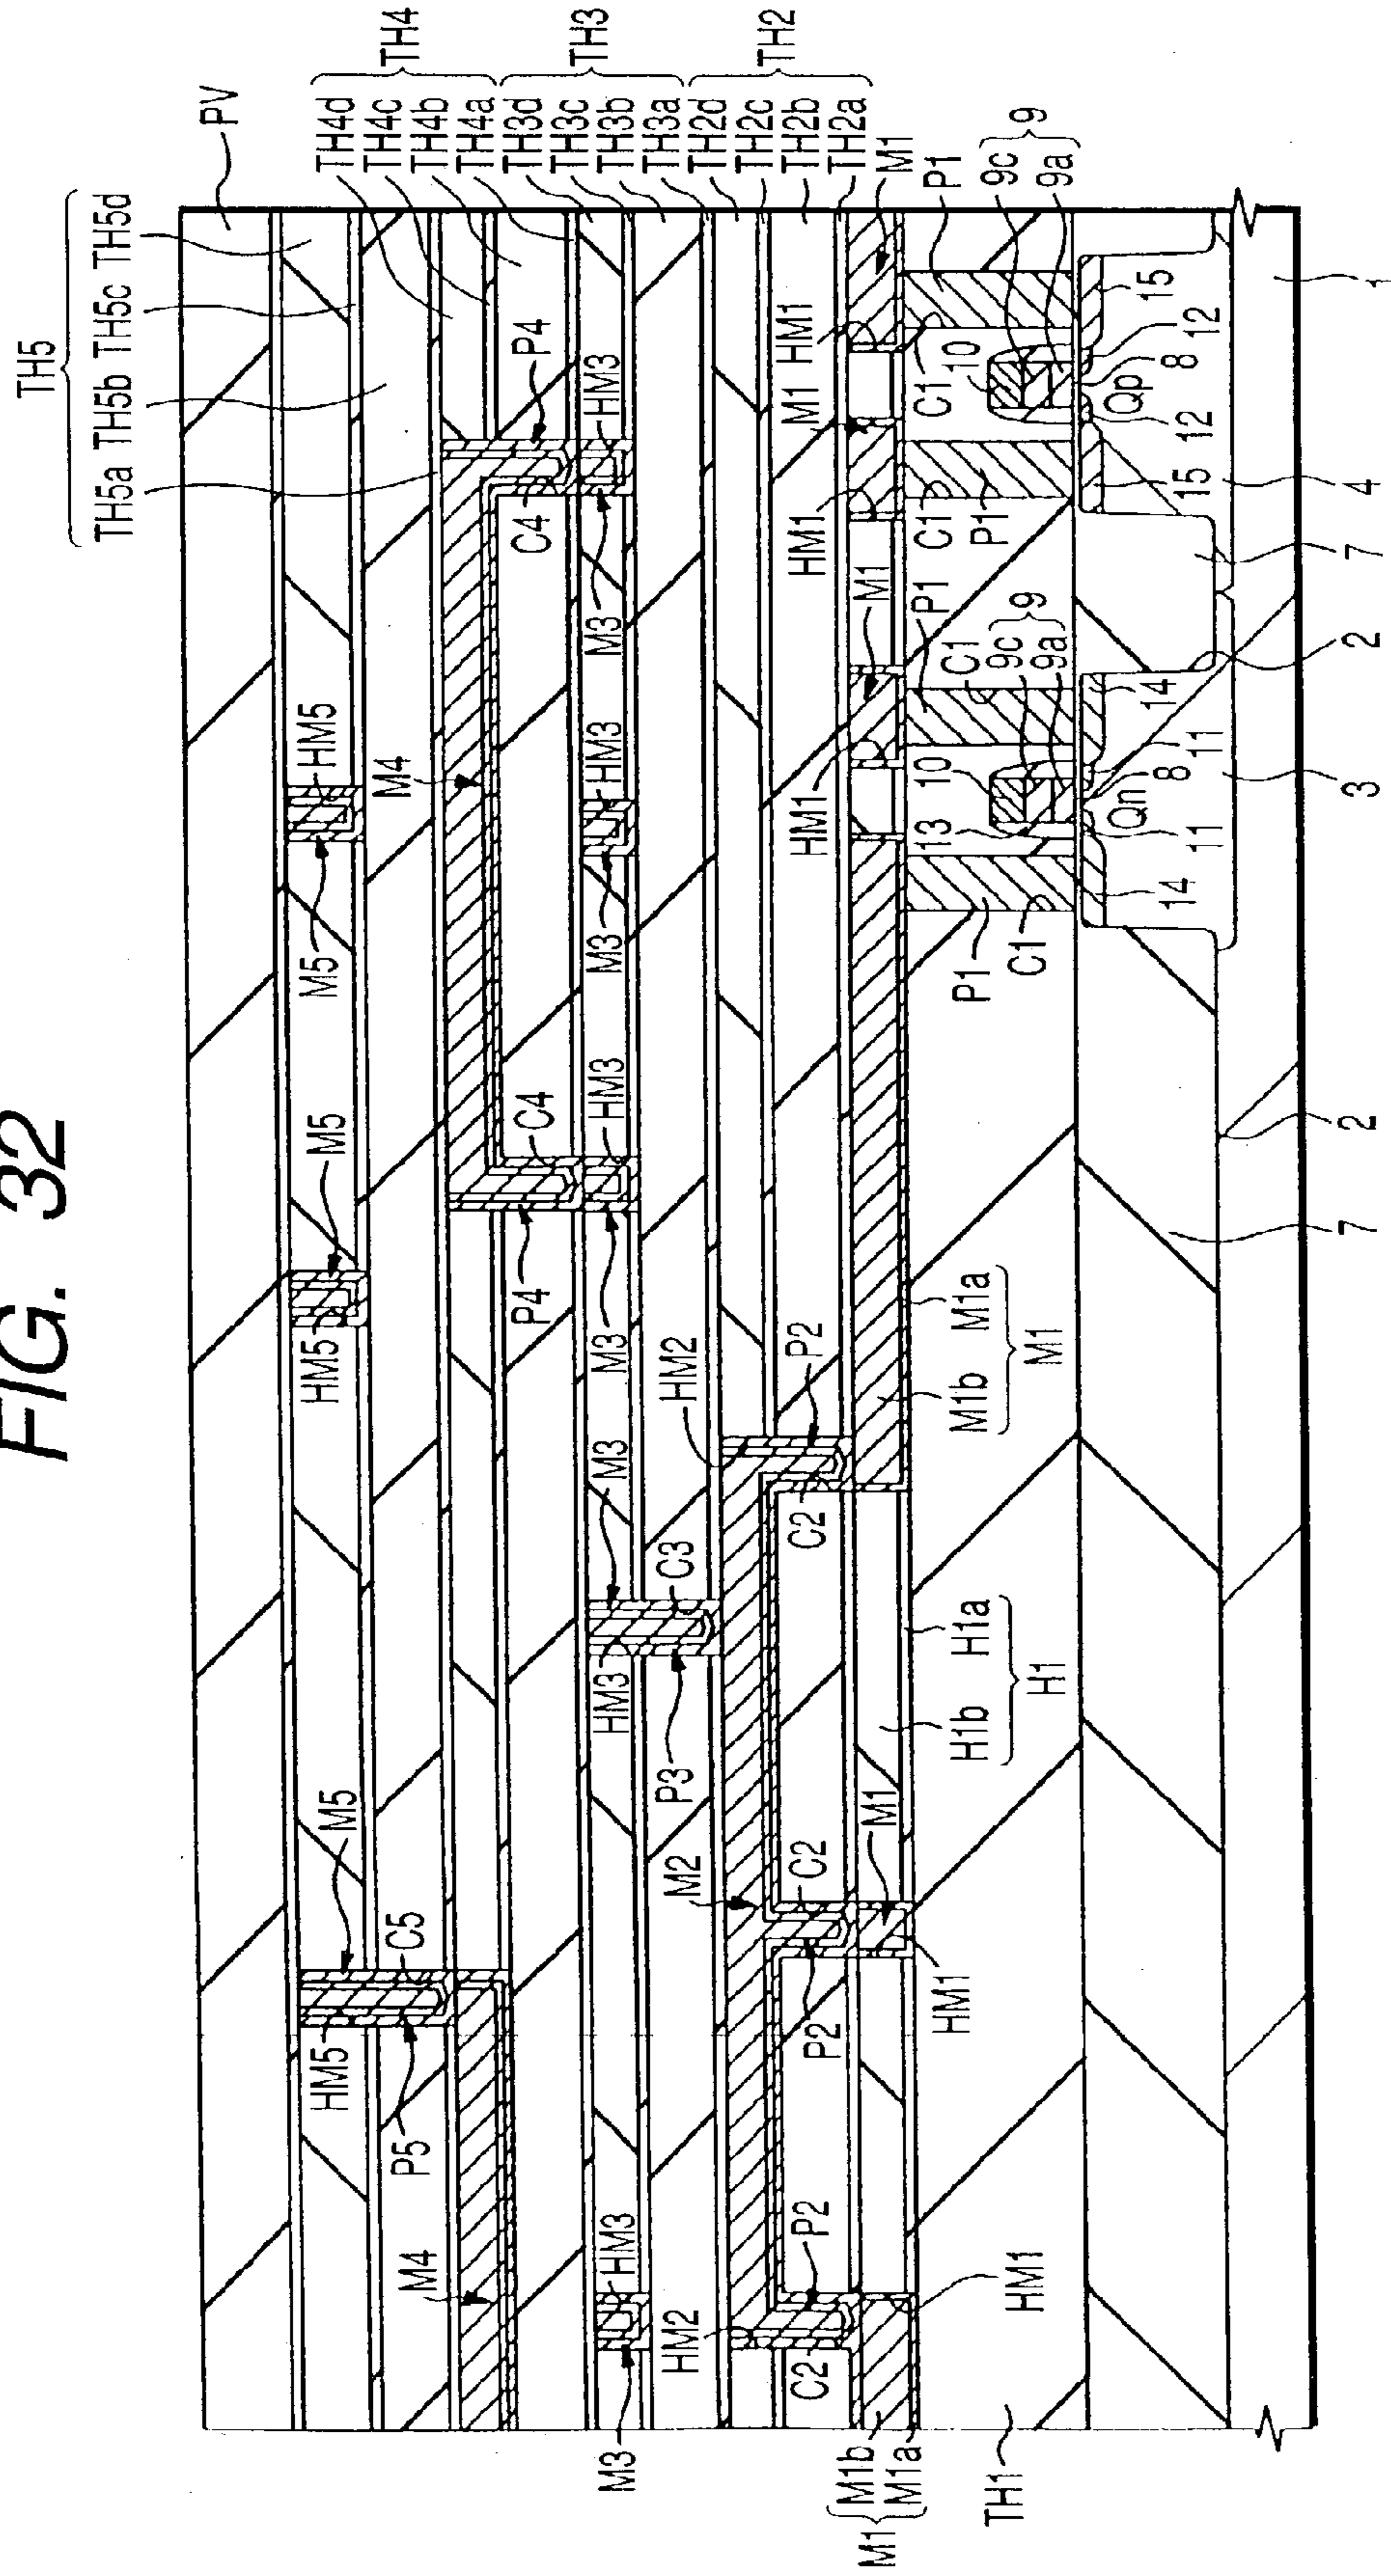 FIG. 32
TH5
TH5a TH5b TH5c TH5d
PV
TH4d
TH4c
TH4b
TH4a
TH4
TH3d
TH3c
TH3b
TH3a
TH3
TH2d
TH2c
TH2b
TH2a
TH2
M1
P1
9c
9a
9
M5
HM5
M5
HM5
M5
HM5
C5
P5
M4
M4
P4
C4
C4
P4
HM3
M3
HM3
M3
HM3
M3
M3
HM3
C3
P3
HM3
M3
HM2
P2
C2
M2
C2
P2
P2
HM2
C2
HM1
M1
HM1
M1
HM1
M1
HM1
HM1
M1b M1a
M1
H1b H1a
H1
M1 { M1b
M1a
TH1
C1
10
C1
P1
P1
C1
9c
9a
9
10
13
P1
C1
15
12
8
Qp
12
15
14
11
8
Qn
11
14
1
4
7
2
3
2
7